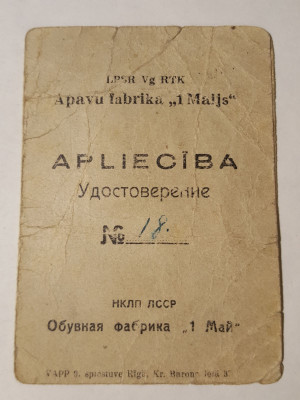 LPSR Vg RTK
Apavu fabrika „1 Maijs"
APLIECĪBA
Удостоверение
№ 18.
НКЛП ЛССР
Обувная фабрика „1 Май"
VAPP 9. spiestuve Rīgā, Kr. Barona ielā